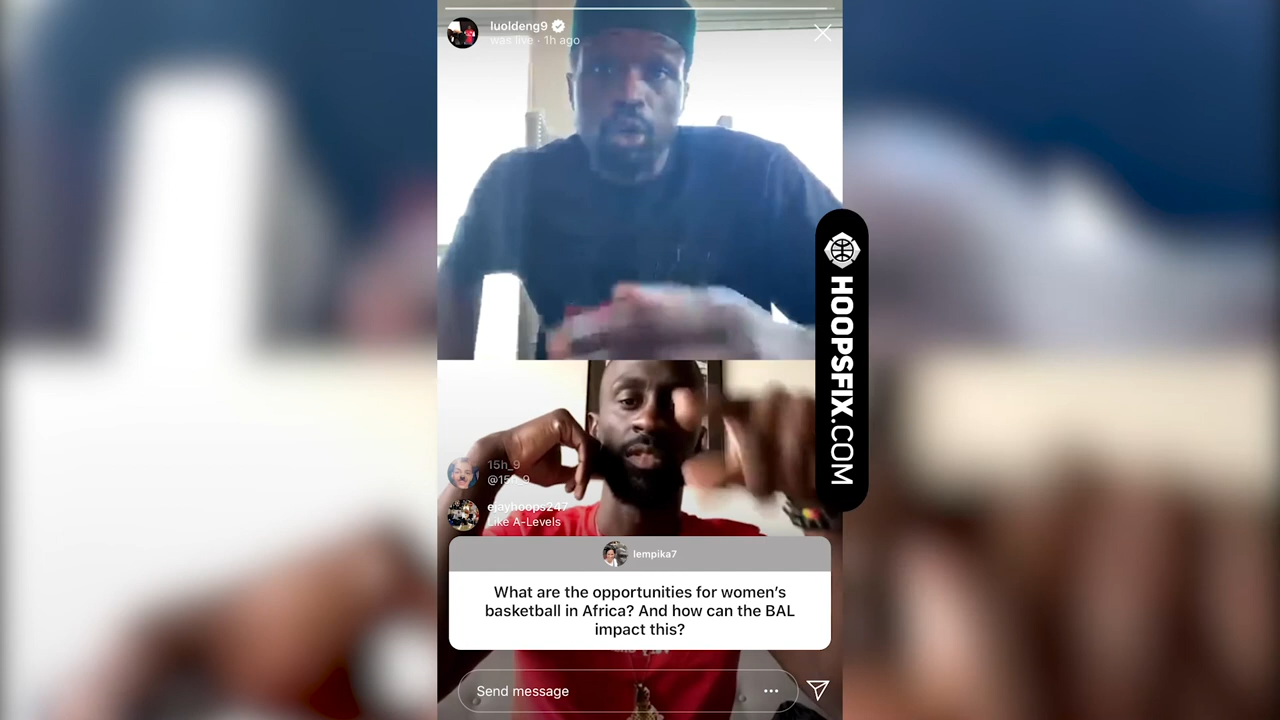 luoldeng9
was live · 1h ago
HOOPSFIX.COM
15h_9
@15h_9
ejayhoops247
Like A-Levels
lempika7
What are the opportunities for women's
basketball in Africa? And how can the BAL
impact this?
Send message